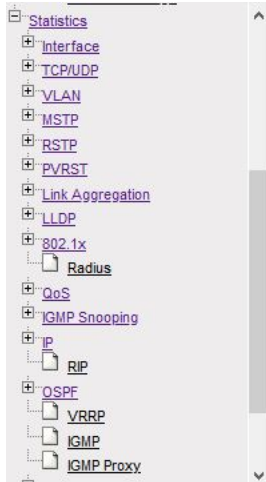 Statistics
Interface
TCP/UDP
VLAN
MSTP
RSTP
PVRST
Link Aggregation
LLDP
802.1x
Radius
QoS
IGMP Snooping
IP
RIP
OSPF
VRRP
IGMP
IGMP Proxy